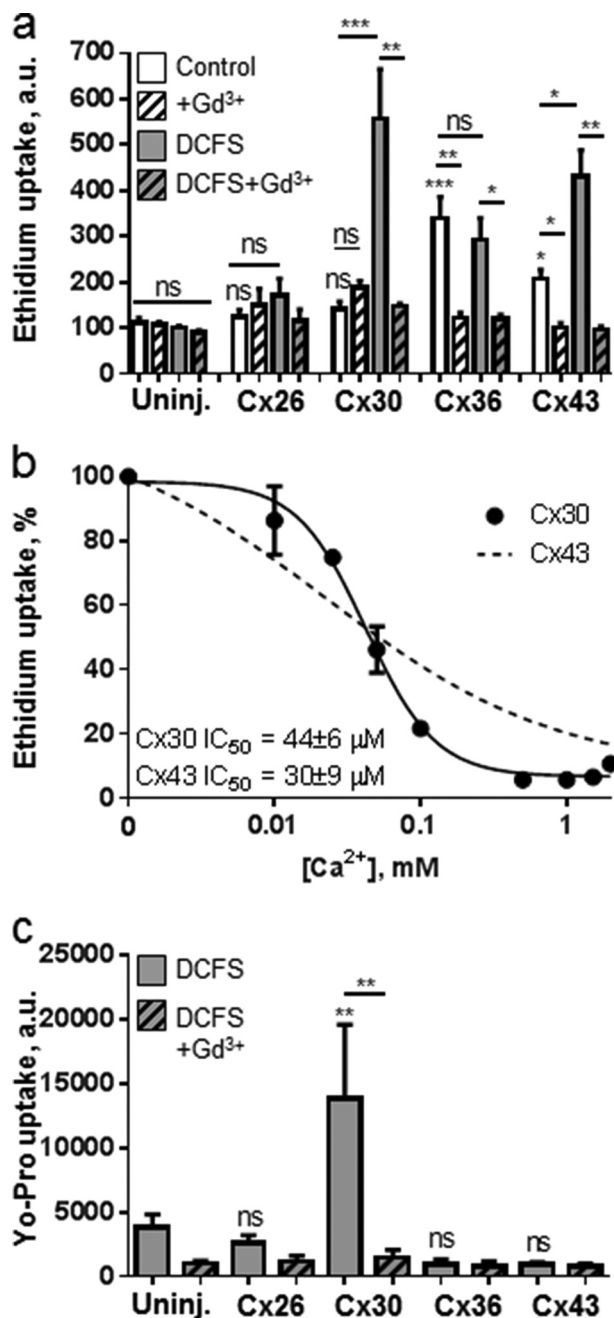 a
Ethidium uptake, a.u.
700
600
500
400
300
200
100
0
Control
+Gd³⁺
DCFS
DCFS+Gd³⁺
ns
ns
ns
ns
ns
***
**
ns
**
***
*
*
*
*
**
Uninj. Cx26 Cx30 Cx36 Cx43
b
Ethidium uptake, %
100
80
60
40
20
0
Cx30
Cx43
Cx30 IC₅₀ = 44±6 µM
Cx43 IC₅₀ = 30±9 µM
0 0.01 0.1 1
[Ca²⁺], mM
c
Yo-Pro uptake, a.u.
25000
20000
15000
10000
5000
0
DCFS
DCFS
+Gd³⁺
ns
**
**
ns
ns
Uninj. Cx26 Cx30 Cx36 Cx43